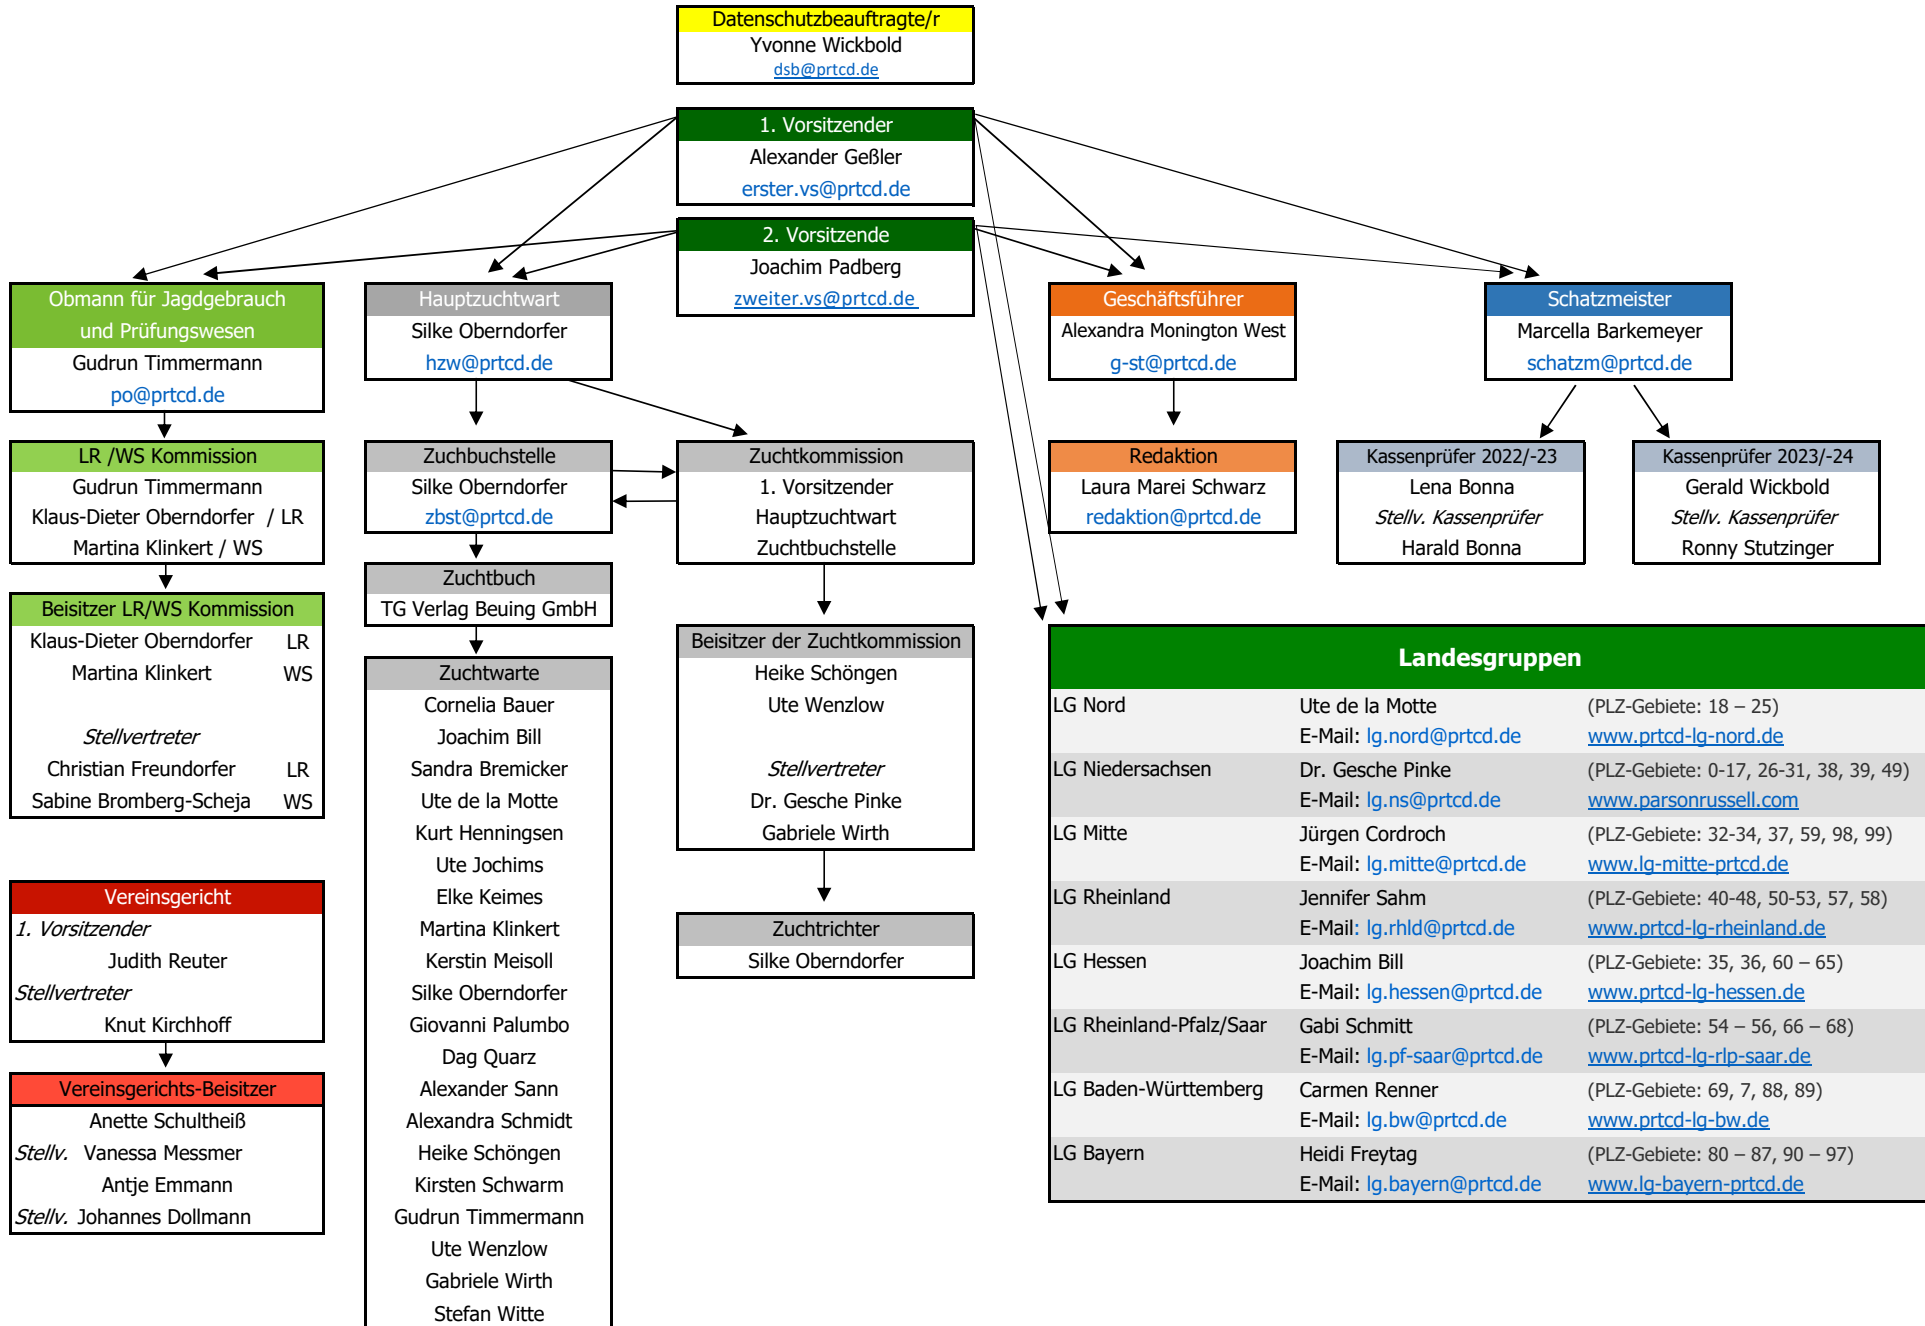 Datenschutzbeauftragte/r
Yvonne Wickbold
dsb@prtcd.de
1. Vorsitzender
Alexander Geßler
erster.vs@prtcd.de
2. Vorsitzende
Joachim Padberg
zweiter.vs@prtcd.de
Obmann für Jagdgebrauch
und Prüfungswesen
Gudrun Timmermann
po@prtcd.de
LR /WS Kommission
Gudrun Timmermann
Klaus-Dieter Oberndorfer / LR
Martina Klinkert / WS
Beisitzer LR/WS Kommission
Klaus-Dieter Oberndorfer LR
Martina Klinkert WS
Stellvertreter
Christian Freundorfer LR
Sabine Bromberg-Scheja WS
Vereinsgericht
1. Vorsitzender
Judith Reuter
Stellvertreter
Knut Kirchhoff
Vereinsgerichts-Beisitzer
Anette Schultheiß
Stellv. Vanessa Messmer
Antje Emmann
Stellv. Johannes Dollmann
Hauptzuchtwart
Silke Oberndorfer
hzw@prtcd.de
Zuchbuchstelle
Silke Oberndorfer
zbst@prtcd.de
Zuchtbuch
TG Verlag Beuing GmbH
Zuchtwarte
Cornelia Bauer
Joachim Bill
Sandra Bremicker
Ute de la Motte
Kurt Henningsen
Ute Jochims
Elke Keimes
Martina Klinkert
Kerstin Meisoll
Silke Oberndorfer
Giovanni Palumbo
Dag Quarz
Alexander Sann
Alexandra Schmidt
Heike Schöngen
Kirsten Schwarm
Gudrun Timmermann
Ute Wenzlow
Gabriele Wirth
Stefan Witte
Zuchtkommission
1. Vorsitzender
Hauptzuchtwart
Zuchtbuchstelle
Beisitzer der Zuchtkommission
Heike Schöngen
Ute Wenzlow
Stellvertreter
Dr. Gesche Pinke
Gabriele Wirth
Zuchtrichter
Silke Oberndorfer
Geschäftsführer
Alexandra Monington West
g-st@prtcd.de
Redaktion
Laura Marei Schwarz
redaktion@prtcd.de
Schatzmeister
Marcella Barkemeyer
schatzm@prtcd.de
Kassenprüfer 2022/-23
Lena Bonna
Stellv. Kassenprüfer
Harald Bonna
Kassenprüfer 2023/-24
Gerald Wickbold
Stellv. Kassenprüfer
Ronny Stutzinger
Landesgruppen
LG Nord Ute de la Motte (PLZ-Gebiete: 18 – 25)
E-Mail: lg.nord@prtcd.de www.prtcd-lg-nord.de
LG Niedersachsen Dr. Gesche Pinke (PLZ-Gebiete: 0-17, 26-31, 38, 39, 49)
E-Mail: lg.ns@prtcd.de www.parsonrussell.com
LG Mitte Jürgen Cordroch (PLZ-Gebiete: 32-34, 37, 59, 98, 99)
E-Mail: lg.mitte@prtcd.de www.lg-mitte-prtcd.de
LG Rheinland Jennifer Sahm (PLZ-Gebiete: 40-48, 50-53, 57, 58)
E-Mail: lg.rhld@prtcd.de www.prtcd-lg-rheinland.de
LG Hessen Joachim Bill (PLZ-Gebiete: 35, 36, 60 – 65)
E-Mail: lg.hessen@prtcd.de www.prtcd-lg-hessen.de
LG Rheinland-Pfalz/Saar Gabi Schmitt (PLZ-Gebiete: 54 – 56, 66 – 68)
E-Mail: lg.pf-saar@prtcd.de www.prtcd-lg-rlp-saar.de
LG Baden-Württemberg Carmen Renner (PLZ-Gebiete: 69, 7, 88, 89)
E-Mail: lg.bw@prtcd.de www.prtcd-lg-bw.de
LG Bayern Heidi Freytag (PLZ-Gebiete: 80 – 87, 90 – 97)
E-Mail: lg.bayern@prtcd.de www.lg-bayern-prtcd.de